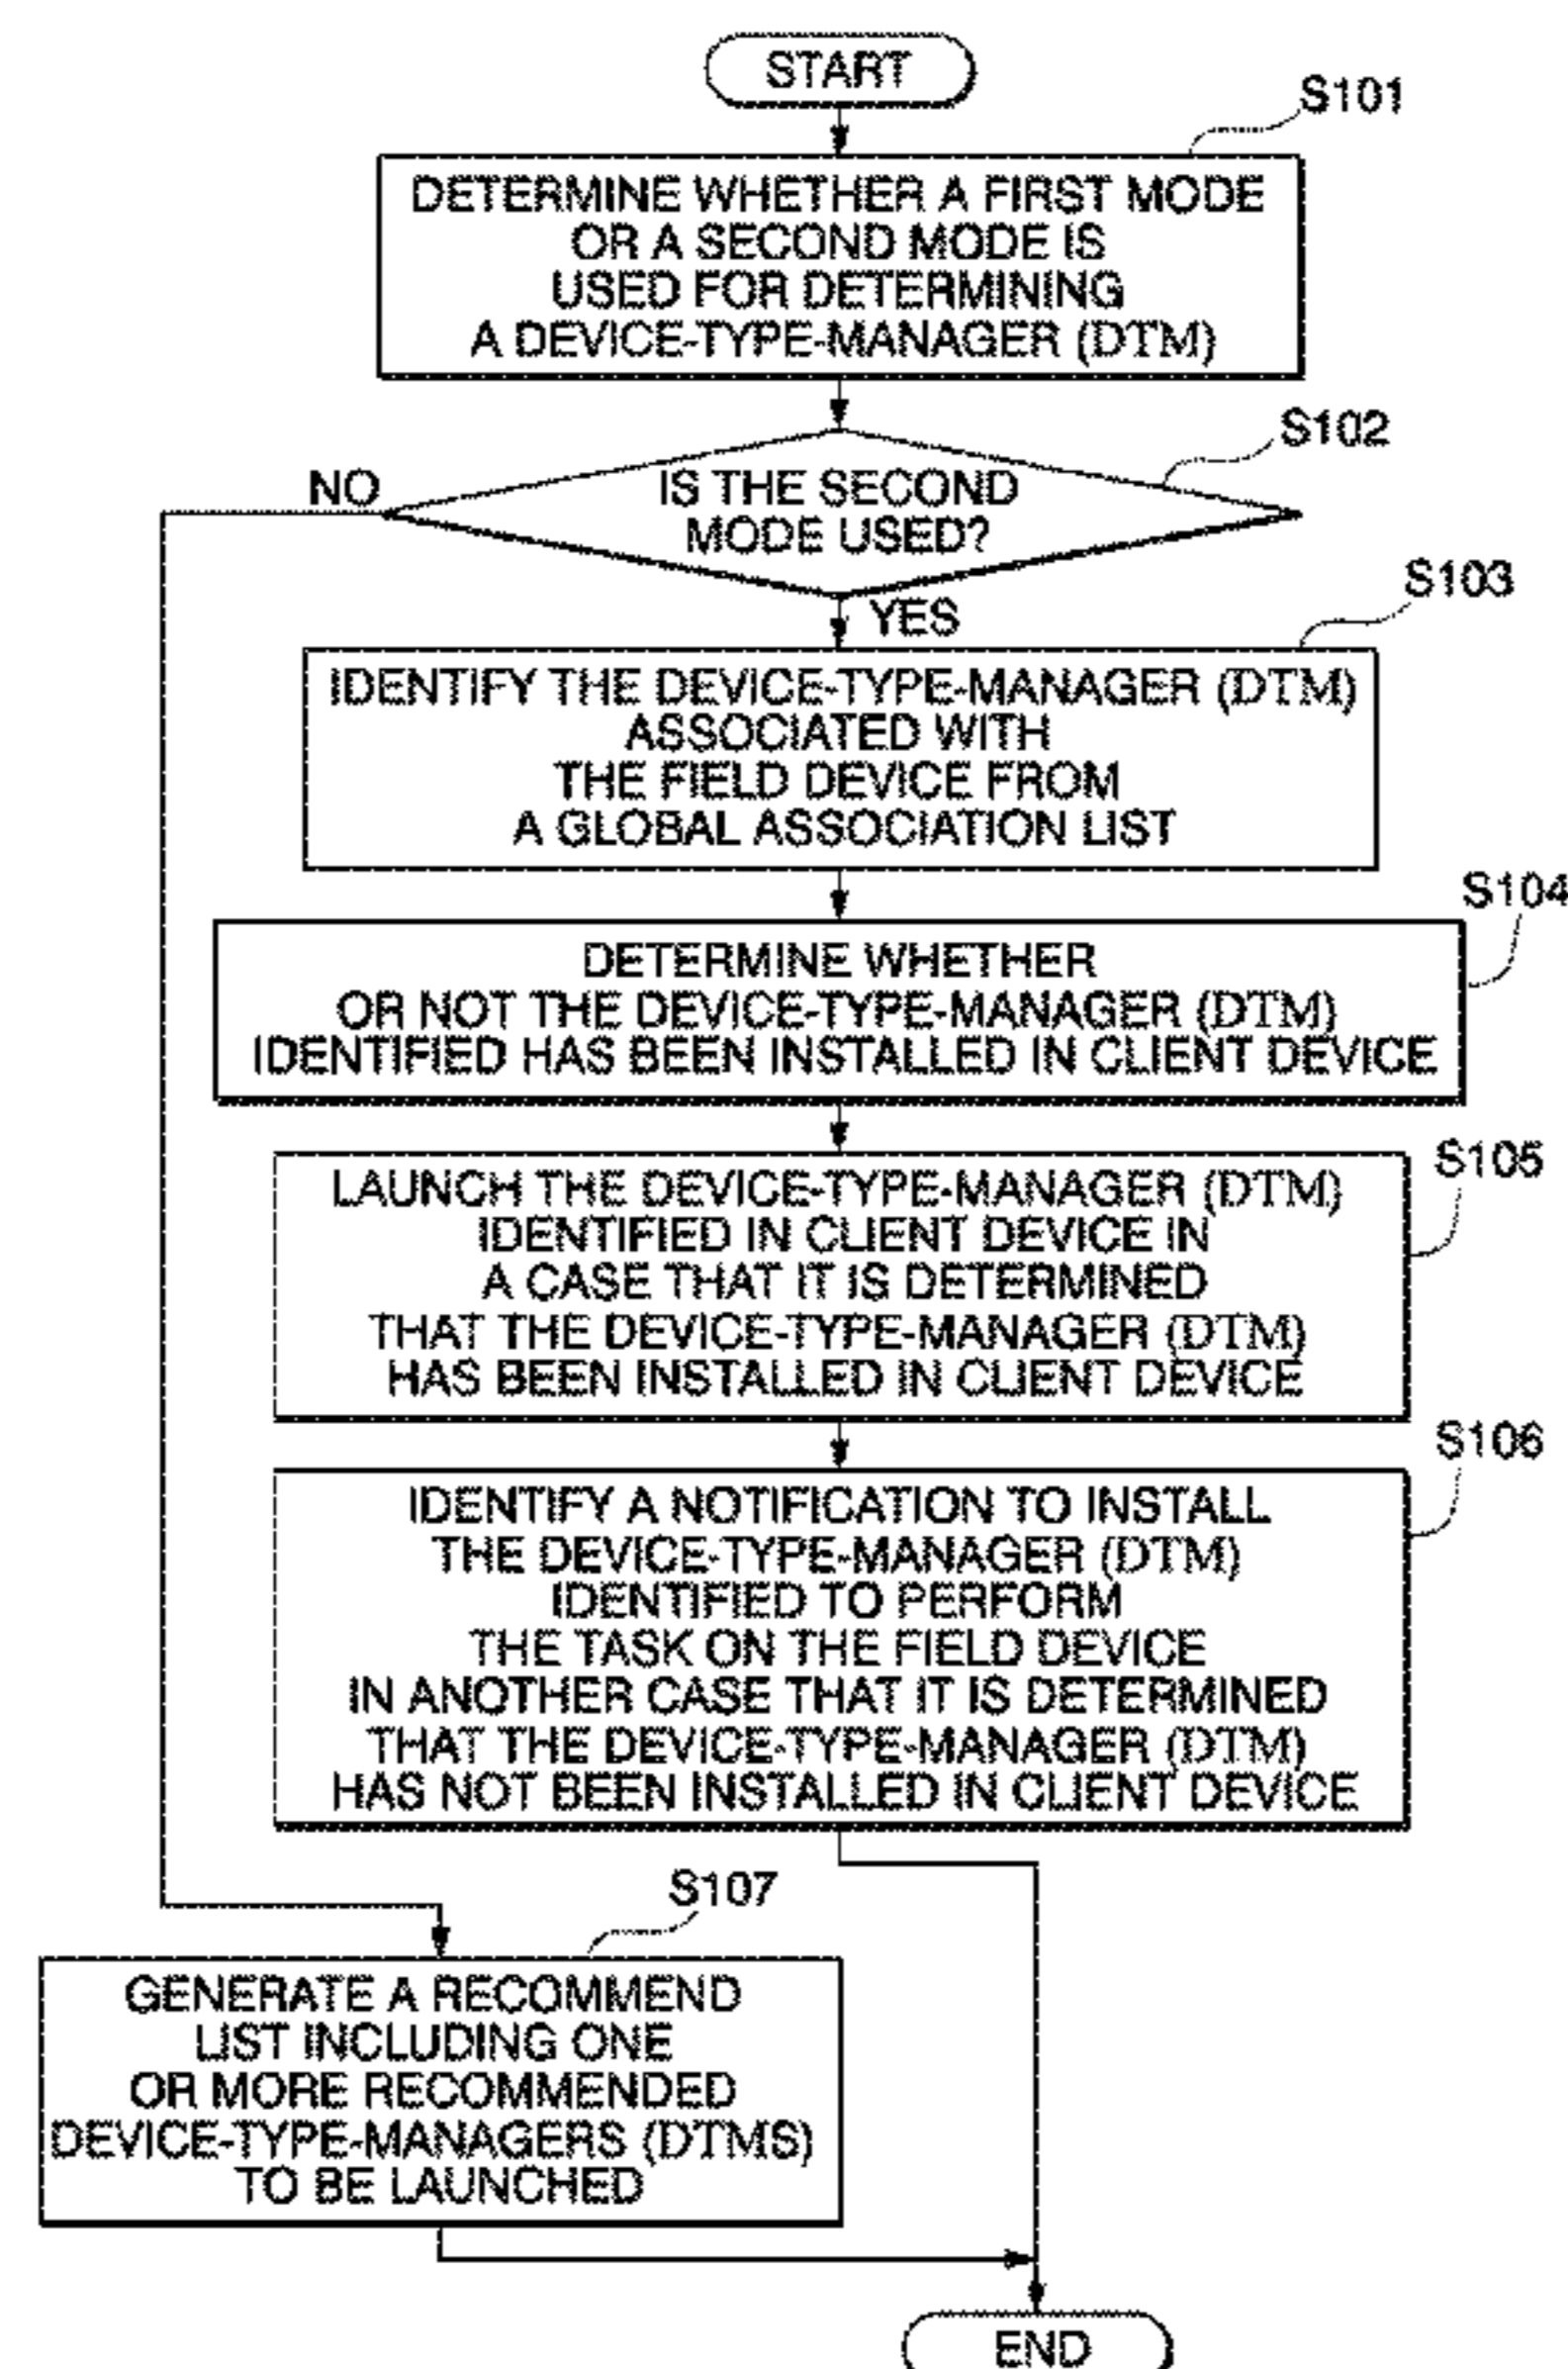 START
S101
DETERMINE WHETHER A FIRST MODE
OR A SECOND MODE IS
USED FOR DETERMINING
A DEVICE-TYPE-MANAGER (DTM)
S102
NO
IS THE SECOND
MODE USED?
YES
S103
IDENTIFY THE DEVICE-TYPE-MANAGER (DTM)
ASSOCIATED WITH
THE FIELD DEVICE FROM
A GLOBAL ASSOCIATION LIST
S104
DETERMINE WHETHER
OR NOT THE DEVICE-TYPE-MANAGER (DTM)
IDENTIFIED HAS BEEN INSTALLED IN CLIENT DEVICE
S105
LAUNCH THE DEVICE-TYPE-MANAGER (DTM)
IDENTIFIED IN CLIENT DEVICE IN
A CASE THAT IT IS DETERMINED
THAT THE DEVICE-TYPE-MANAGER (DTM)
HAS BEEN INSTALLED IN CLIENT DEVICE
S106
IDENTIFY A NOTIFICATION TO INSTALL
THE DEVICE-TYPE-MANAGER (DTM)
IDENTIFIED TO PERFORM
THE TASK ON THE FIELD DEVICE
IN ANOTHER CASE THAT IT IS DETERMINED
THAT THE DEVICE-TYPE-MANAGER (DTM)
HAS NOT BEEN INSTALLED IN CLIENT DEVICE
S107
GENERATE A RECOMMEND
LIST INCLUDING ONE
OR MORE RECOMMENDED
DEVICE-TYPE-MANAGERS (DTMS)
TO BE LAUNCHED
END